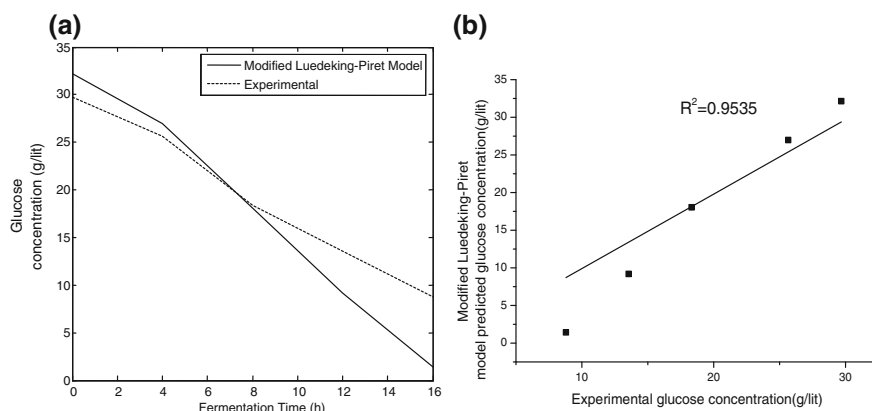 (a)
35
30
25
20
15
10
5
0
Glucose
concentration (g/lit)
Modified Luedeking-Piret Model
Experimental
0 2 4 6 8 10 12 14 16
Fermentation Time (h)
(b)
35
30
25
20
15
10
5
0
Modified Luedeking-Piret
model predicted glucose concentration(g/lit)
R²=0.9535
10 20 30
Experimental glucose concentration(g/lit)